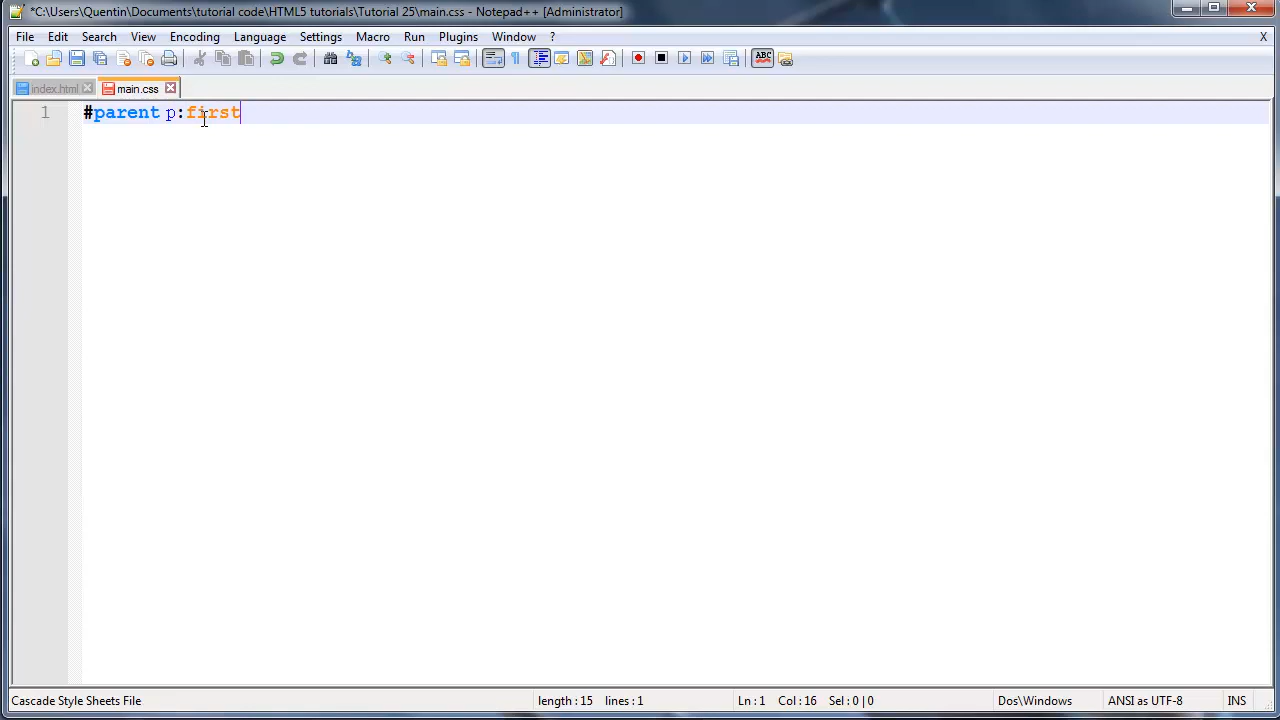 *C:\Users\Quentin\Documents\tutorial code\HTML5 tutorials\Tutorial 25\main.css - Notepad++ [Administrator]
File Edit Search View Encoding Language Settings Macro Run Plugins Window ? X
index.html main.css
1 #parent p:first
Cascade Style Sheets File length : 15 lines : 1 Ln : 1 Col : 16 Sel : 0 | 0 Dos\Windows ANSI as UTF-8 INS